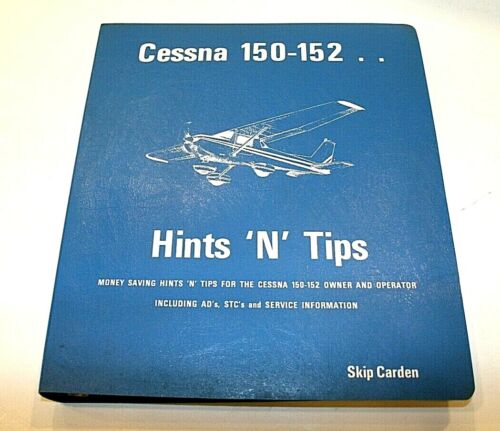 Cessna 150-152 . .
Hints 'N' Tips
MONEY SAVING HINTS 'N' TIPS FOR THE CESSNA 150-152 OWNER AND OPERATOR
INCLUDING AD's, STC's and SERVICE INFORMATION
Skip Carden